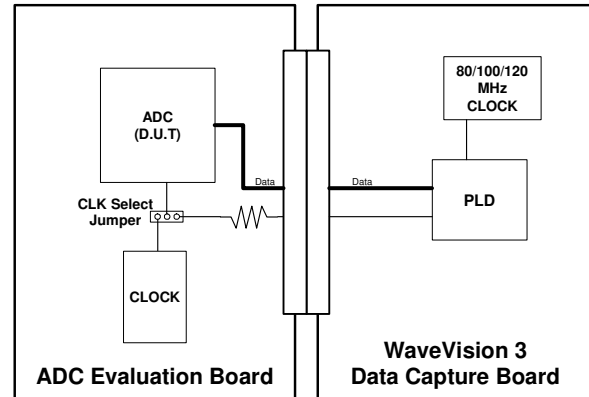 ADC
(D.U.T)
Data
CLK Select
Jumper
CLOCK
ADC Evaluation Board
80/100/120
MHz
CLOCK
Data
PLD
WaveVision 3
Data Capture Board